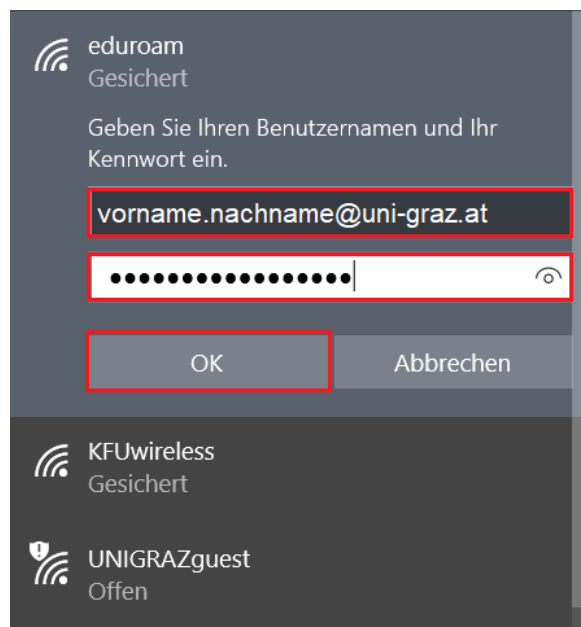 eduroam
Gesichert
Geben Sie Ihren Benutzernamen und Ihr
Kennwort ein.
vorname.nachname@uni-graz.at
OK
Abbrechen
KFUwireless
Gesichert
UNIGRAZguest
Offen